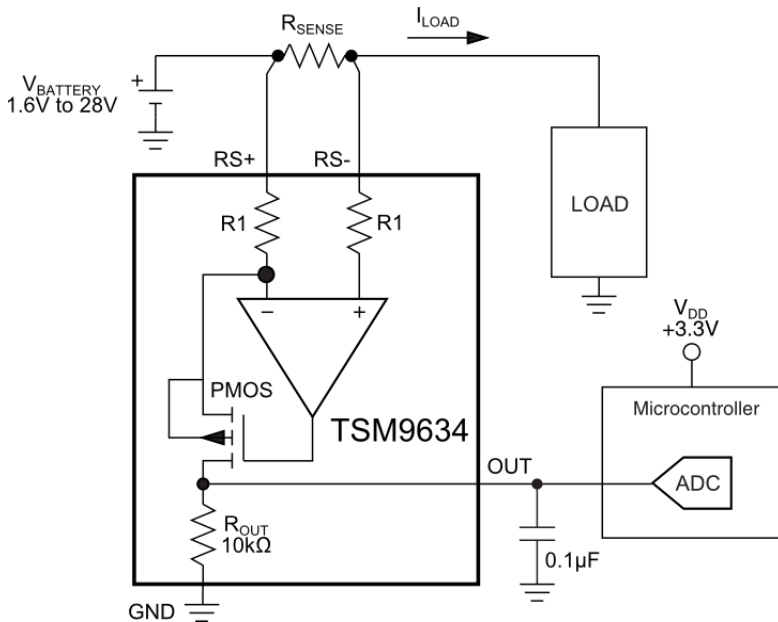 RSENSE
ILOAD
VBATTERY
1.6V to 28V
+
RS+
RS-
R1
R1
LOAD
−
+
VDD
+3.3V
PMOS
Microcontroller
TSM9634
OUT
ADC
ROUT
10kΩ
0.1µF
GND